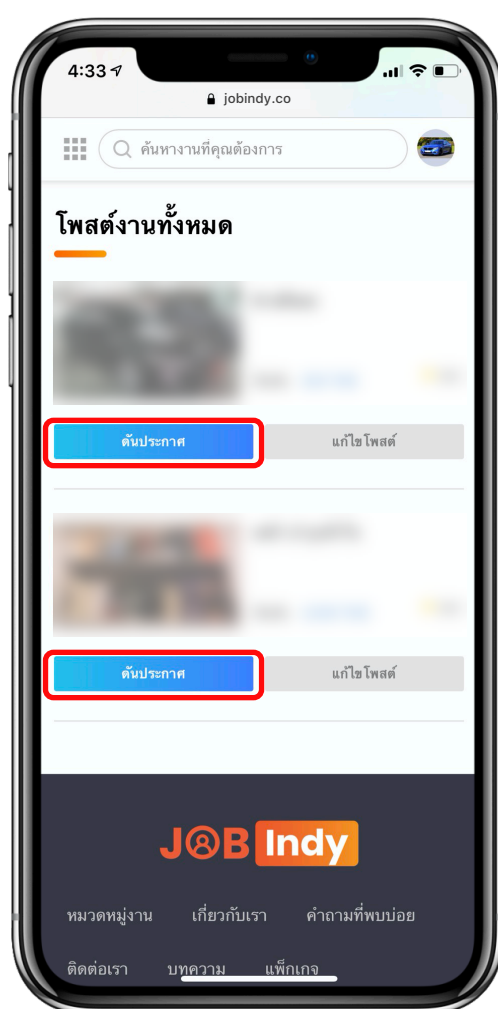 4:33
jobindy.co
ค้นหางานที่คุณต้องการ
โพสต์งานทั้งหมด
ดันประกาศ
แก้ไขโพสต์
ดันประกาศ
แก้ไขโพสต์
JOB Indy
หมวดหมู่งาน เกี่ยวกับเรา คำถามที่พบบ่อย
ติดต่อเรา บทความ แพ็กเกจ